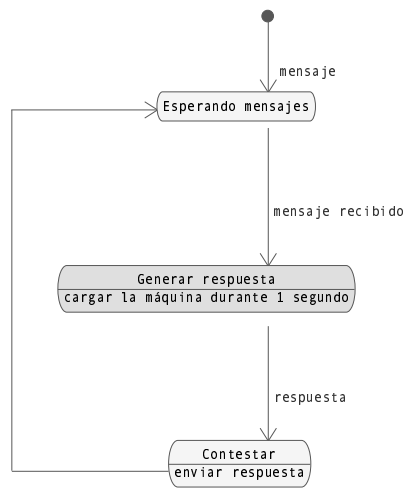 mensaje
Esperando mensajes
mensaje recibido
Generar respuesta
cargar la máquina durante 1 segundo
respuesta
Contestar
enviar respuesta